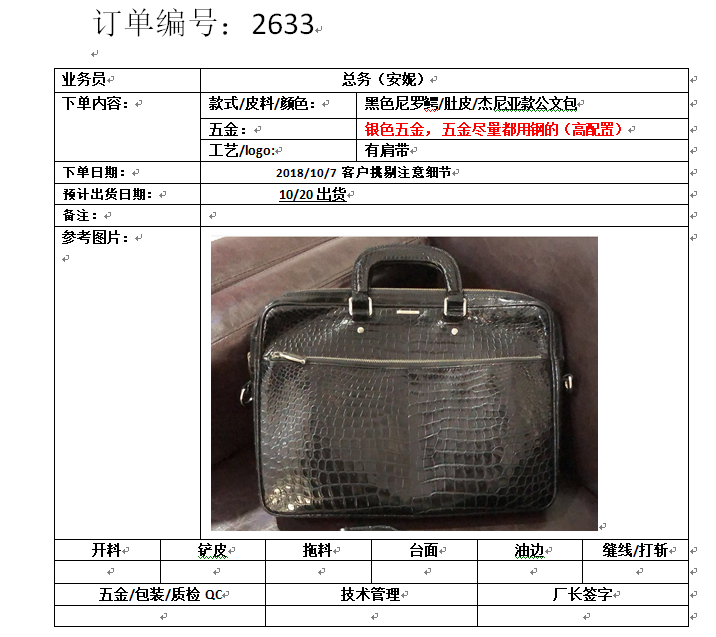 订单编号：2633
业务员 总务（安妮）
下单内容： 款式/皮料/颜色： 黑色尼罗鳄/肚皮/杰尼亚款公文包
五金： 银色五金，五金尽量都用钢的（高配置）
工艺/logo: 有肩带
下单日期： 2018/10/7 客户挑剔注意细节
预计出货日期： 10/20 出货
备注：
参考图片：
开料 铲皮 拖料 台面 油边 缝线/打斩
五金/包装/质检 QC 技术管理 厂长签字